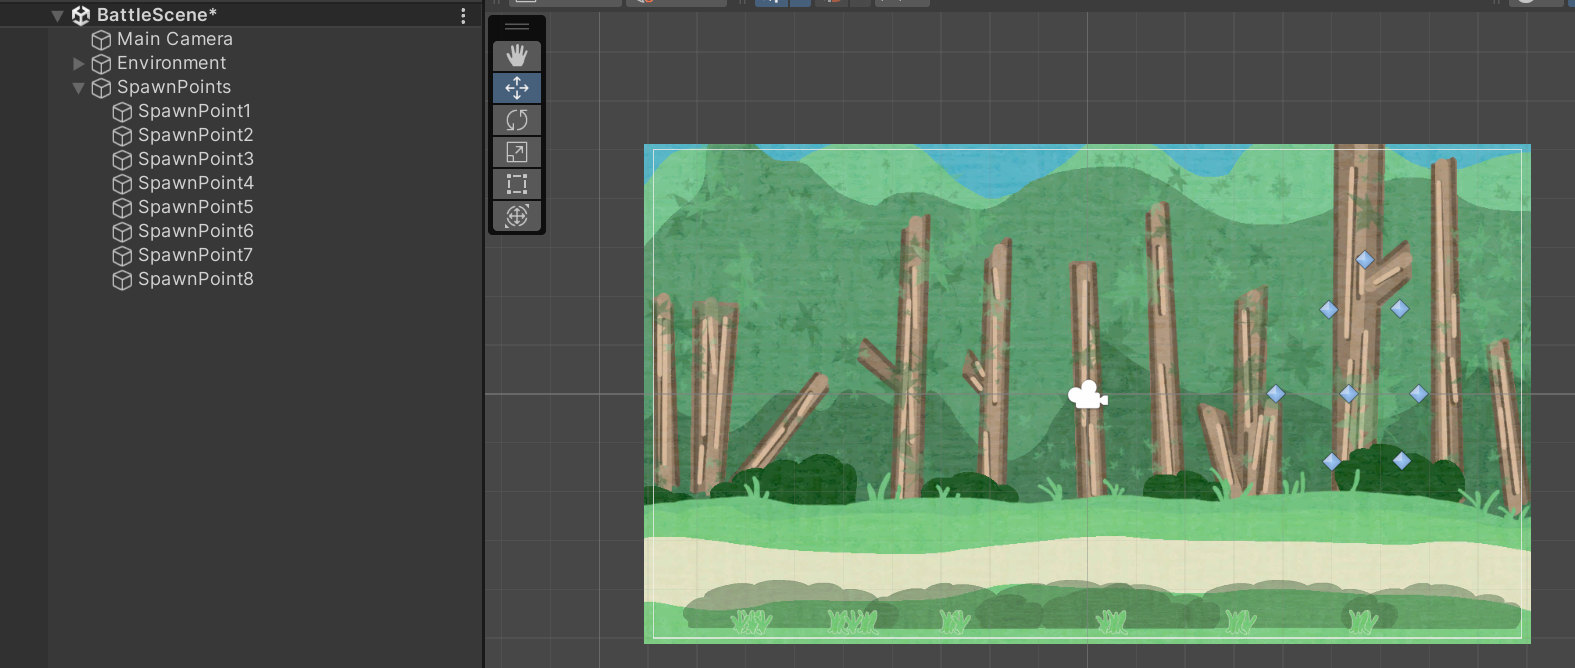 BattleScene*
Main Camera
Environment
SpawnPoints
SpawnPoint1
SpawnPoint2
SpawnPoint3
SpawnPoint4
SpawnPoint5
SpawnPoint6
SpawnPoint7
SpawnPoint8